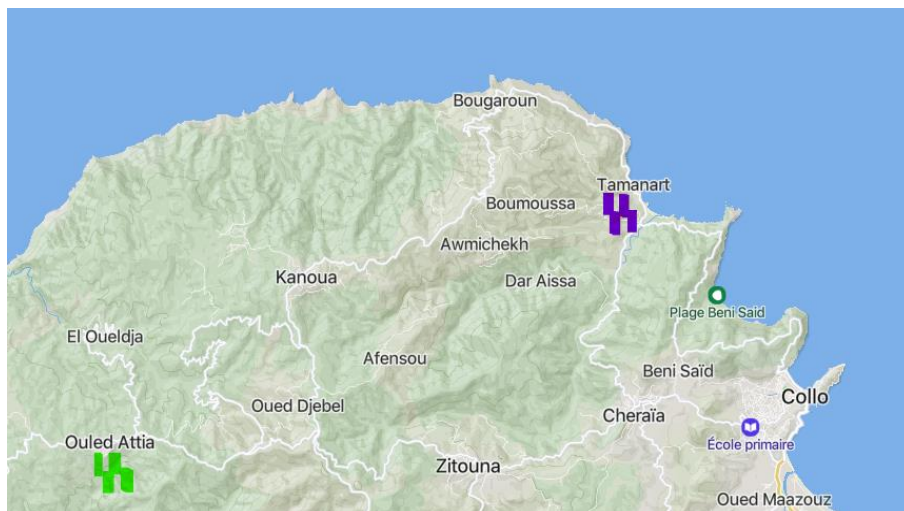 Bougaroun
Tamanart
Boumoussa
Awmichekh
Kanoua
Dar Aissa
Plage Beni Said
El Oueldja
Afensou
Beni Saïd
Collo
Oued Djebel
Cheraïa
Ouled Attia
École primaire
Zitouna
Oued Maazouz